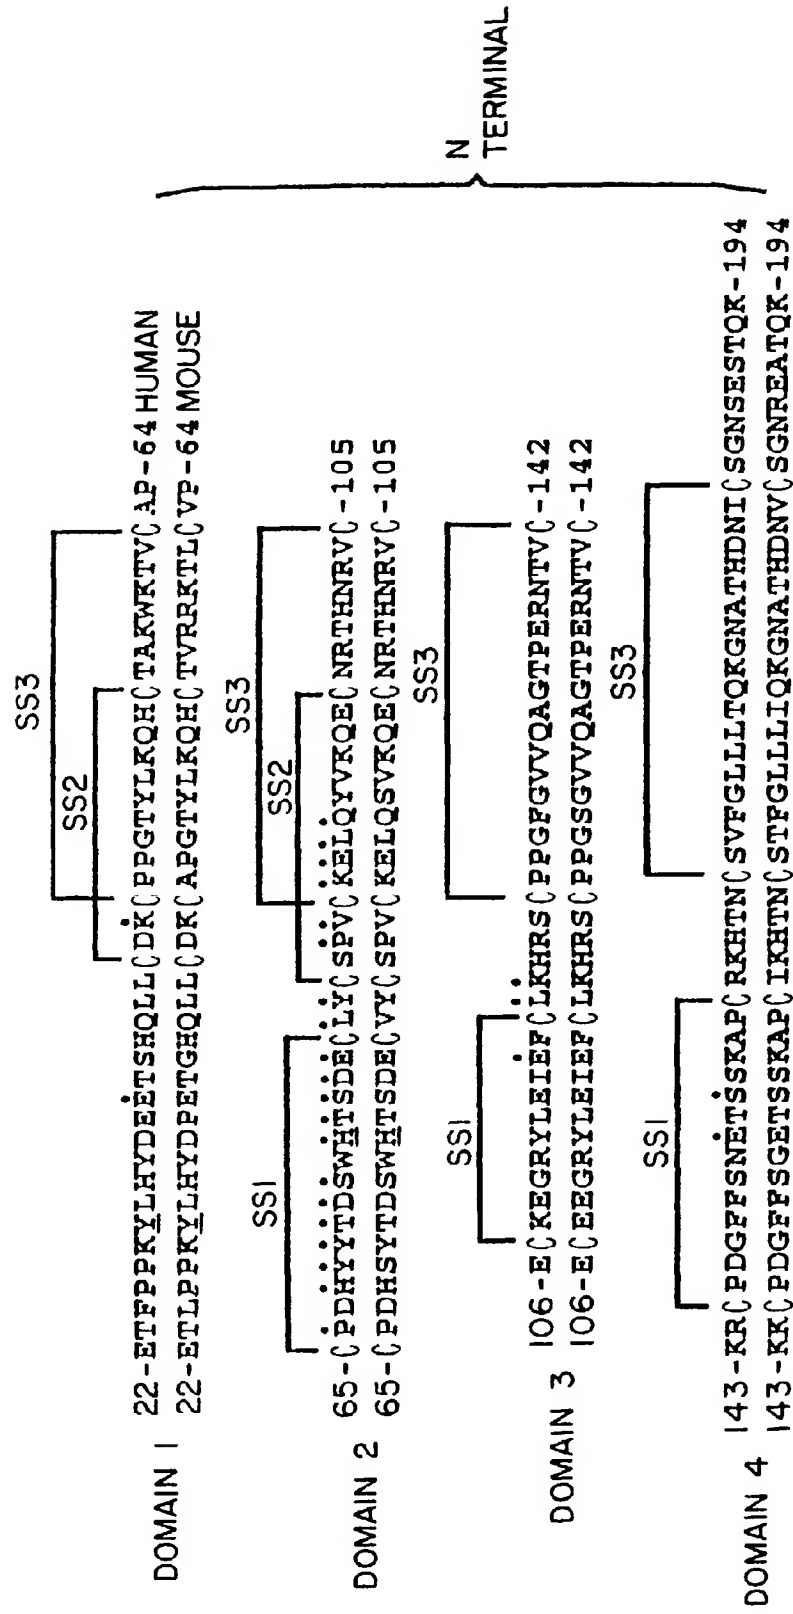 SS3
SS2
DOMAIN 1
22-ETFPPKYLHYDEETSHQLLCDKCPPGTYLKQHCTAKWKTVCAP-64 HUMAN
22-ETLPPKYLHYDPETGHQLLCDKCAPGTYLKQHCTVRRKTLCVP-64 MOUSE
SS1 SS2 SS3
DOMAIN 2
65-CPDHYYTDSWHTSDECLYCSPVCKELQYVKQECNRTHNRVC-105
65-CPDHSYTDSWHTSDECVYCSPVCKELQSVKQECNRTHNRVC-105
SS1 SS3
DOMAIN 3
106-ECKEGRYLEIEFCLKHRSCPPGFGVVQAGTPERNTVC-142
106-ECEEGRYLEIEFCLKHRSCPPGSGVVQAGTPERNTVC-142
SS1 SS3
DOMAIN 4
143-KRCPDGFFSNETSSKAPCRKHTNCSVFGLLLTQKGNATHDNICSGNSESTQK-194
143-KKCPDGFFSGETSSKAPCIKHTNCSTFGLLLIQKGNATHDNVCSGNREATQK-194
N
TERMINAL